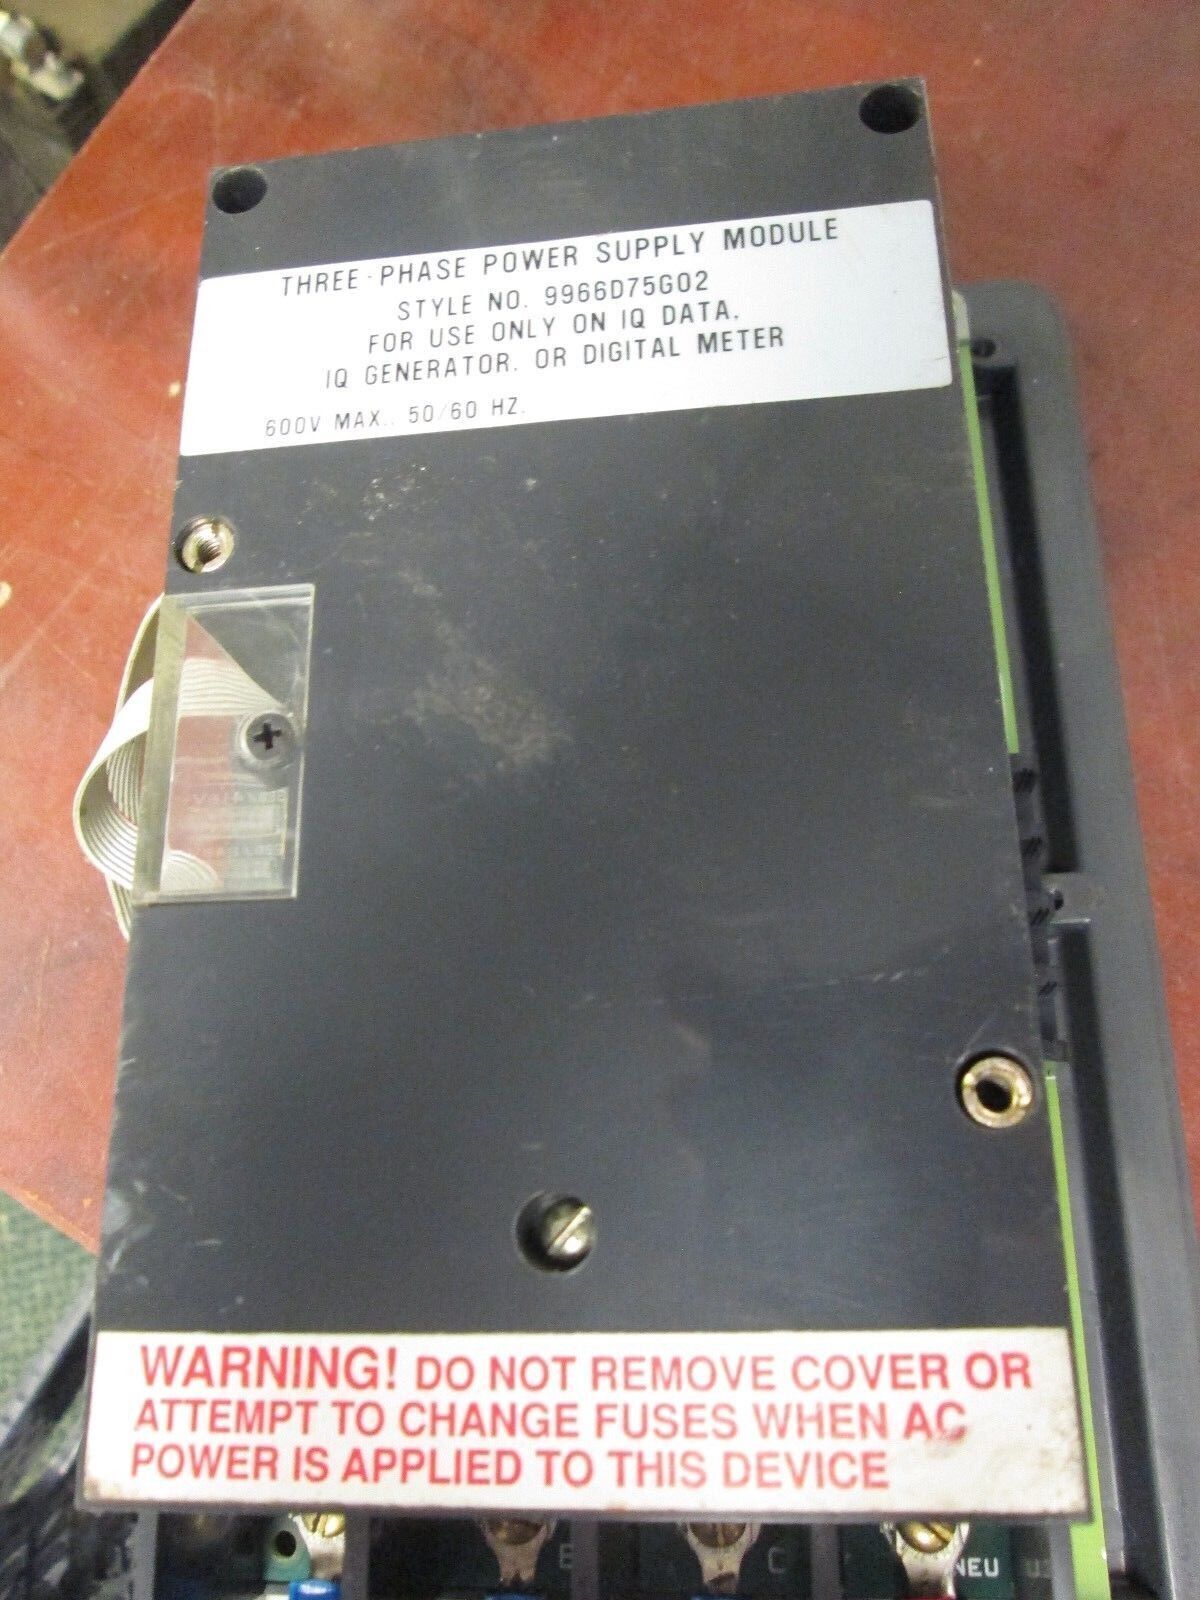 THREE-PHASE POWER SUPPLY MODULE
STYLE NO. 9966D75G02
FOR USE ONLY ON IQ DATA,
IQ GENERATOR, OR DIGITAL METER
600V MAX., 50/60 HZ.
WARNING! DO NOT REMOVE COVER OR
ATTEMPT TO CHANGE FUSES WHEN AC
POWER IS APPLIED TO THIS DEVICE
B C NEU